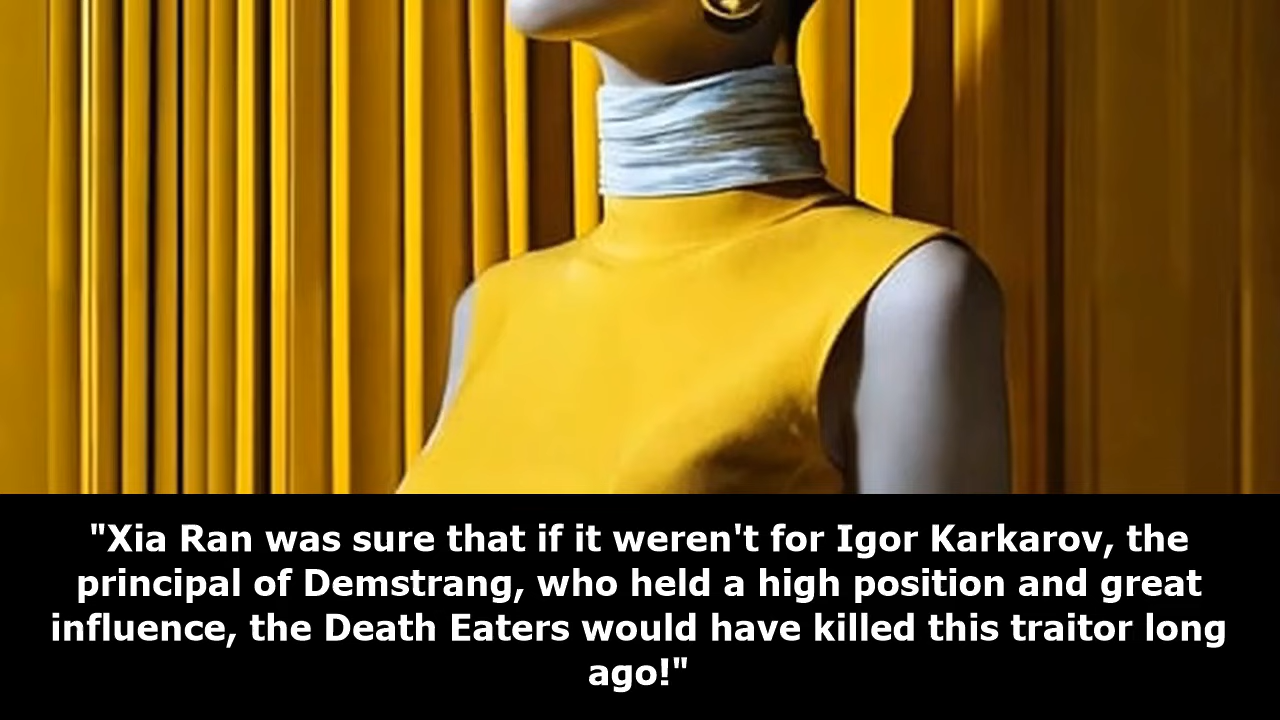 "Xia Ran was sure that if it weren't for Igor Karkarov, the
principal of Demstrang, who held a high position and great
influence, the Death Eaters would have killed this traitor long
ago!"